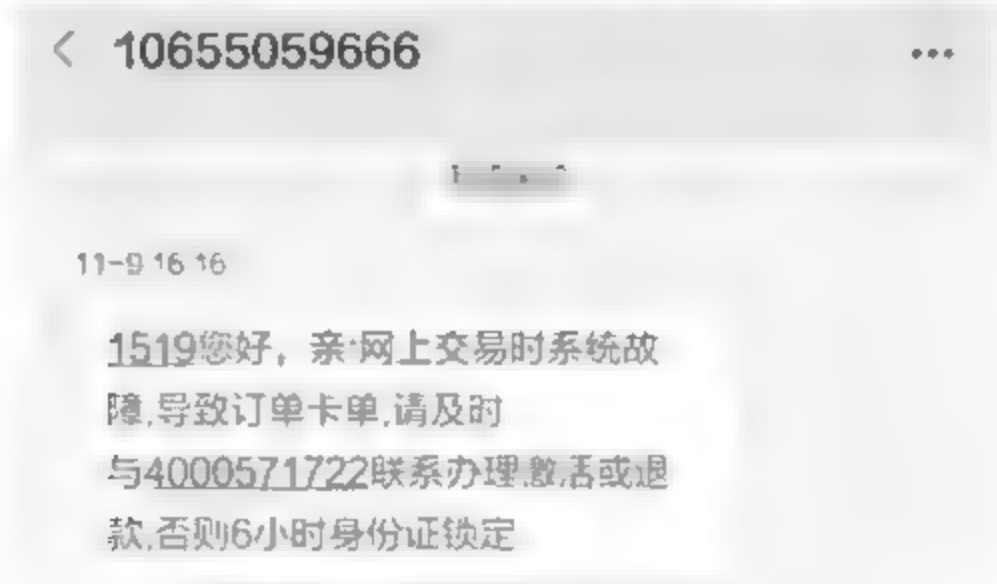 10655059666
11-9 16 16
1519您好，亲:网上交易时系统故
障,导致订单卡单,请及时
与4000571722联系办理.激活或退
款,否则6小时身份证锁定